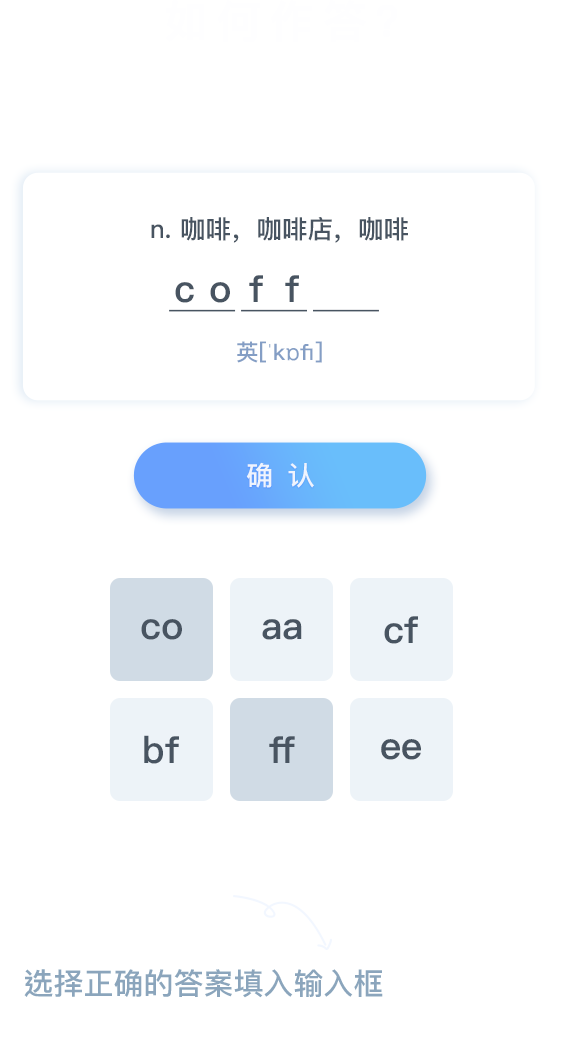 n. 咖啡，咖啡店，咖啡
c o f f
英[ˈkɒfi]
确 认
co aa cf
bf ff ee
选择正确的答案填入输入框